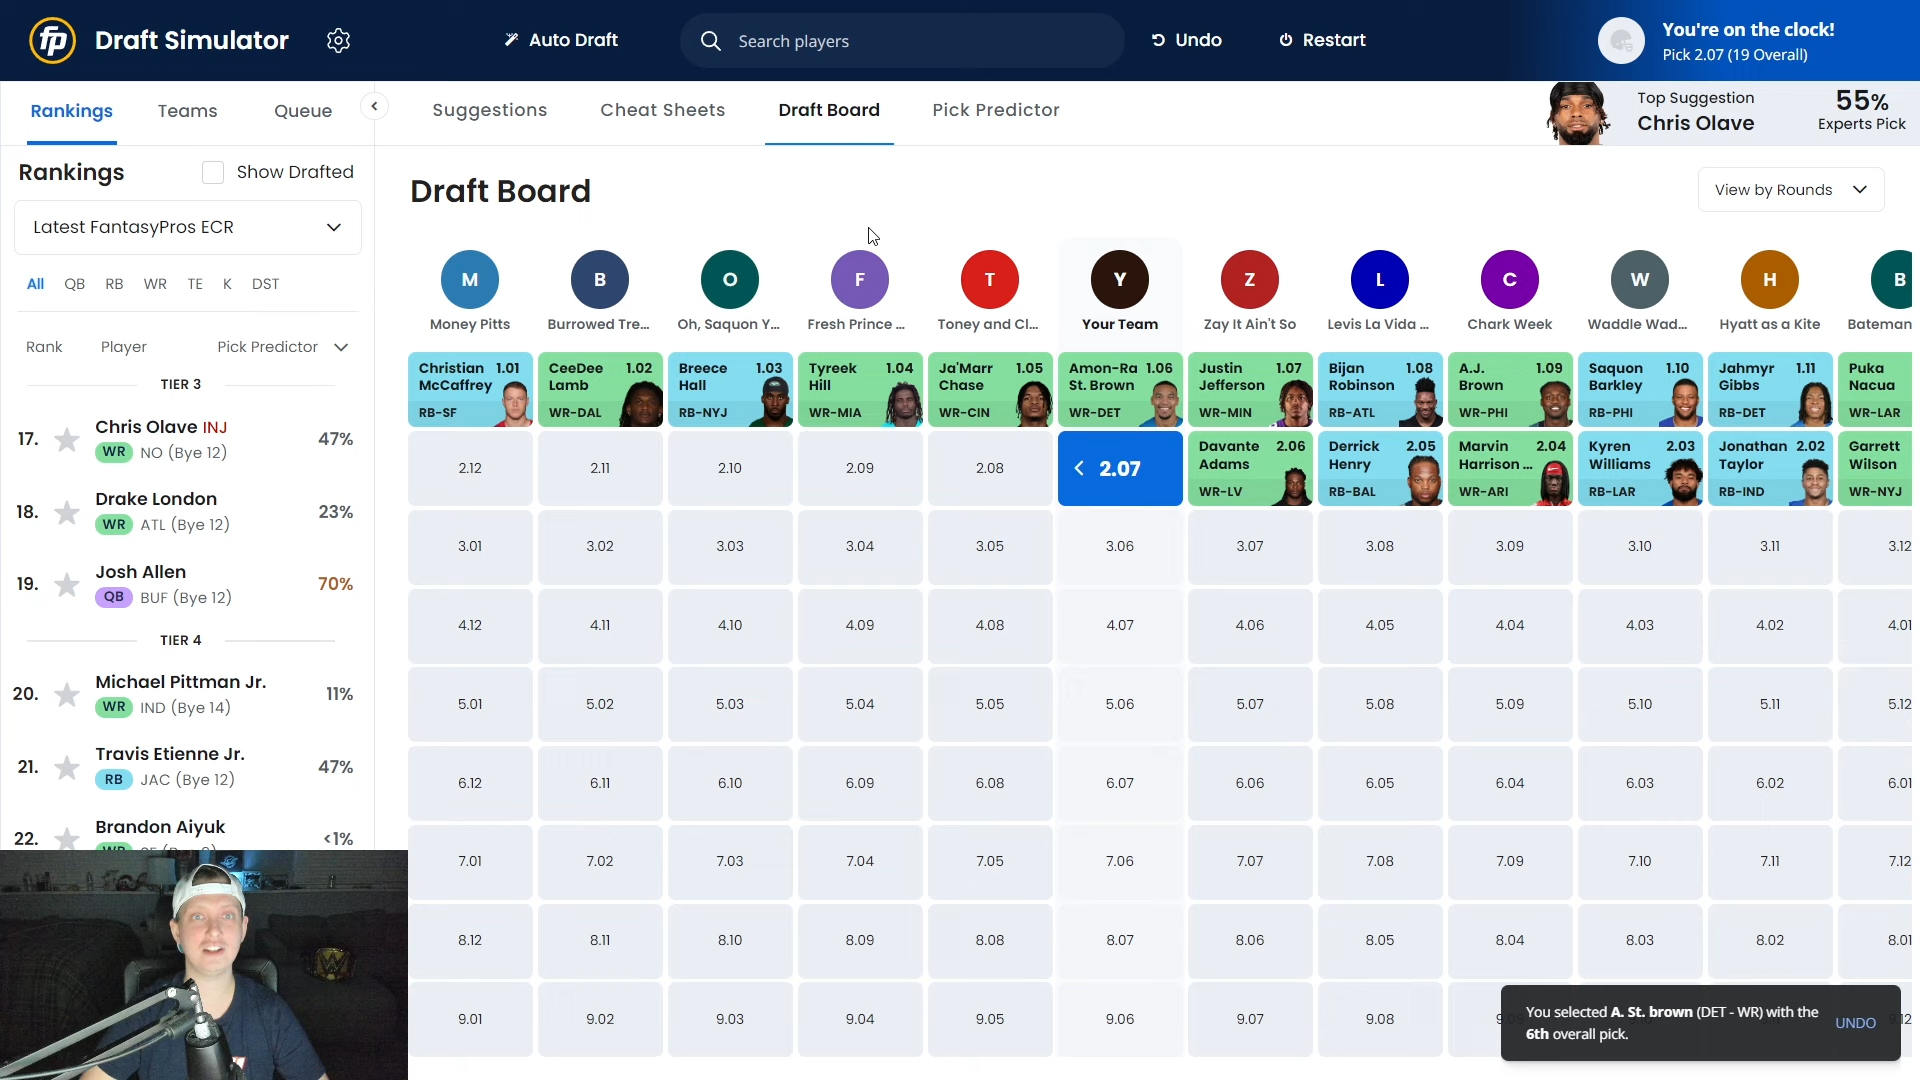 fp Draft Simulator
Auto Draft
Search players
Undo
Restart
You're on the clock!
Pick 2.07 (19 Overall)
Rankings Teams Queue
Suggestions Cheat Sheets Draft Board Pick Predictor
Top Suggestion
Chris Olave
55%
Experts Pick
Rankings
Show Drafted
Latest FantasyPros ECR
All QB RB WR TE K DST
Rank Player Pick Predictor
TIER 3
17. Chris Olave INJ 47%
WR NO (Bye 12)
18. Drake London 23%
WR ATL (Bye 12)
19. Josh Allen 70%
QB BUF (Bye 12)
TIER 4
20. Michael Pittman Jr. 11%
WR IND (Bye 14)
21. Travis Etienne Jr. 47%
RB JAC (Bye 12)
22. Brandon Aiyuk <1%
Draft Board
View by Rounds
M B O F T Y Z L C W H B
Money Pitts Burrowed Tre... Oh, Saquon Y... Fresh Prince ... Toney and Cl... Your Team Zay It Ain't So Levis La Vida ... Chark Week Waddle Wad... Hyatt as a Kite Bateman
Christian 1.01 CeeDee 1.02 Breece 1.03 Tyreek 1.04 Ja'Marr 1.05 Amon-Ra 1.06 Justin 1.07 Bijan 1.08 A.J. 1.09 Saquon 1.10 Jahmyr 1.11 Puka
McCaffrey Lamb Hall Hill Chase St. Brown Jefferson Robinson Brown Barkley Gibbs Nacua
RB-SF WR-DAL RB-NYJ WR-MIA WR-CIN WR-DET WR-MIN RB-ATL WR-PHI RB-PHI RB-DET WR-LAR
2.12 2.11 2.10 2.09 2.08 2.07
Davante 2.06 Derrick 2.05 Marvin 2.04 Kyren 2.03 Jonathan 2.02 Garrett
Adams Henry Harrison ... Williams Taylor Wilson
WR-LV RB-BAL WR-ARI RB-LAR RB-IND WR-NYJ
3.01 3.02 3.03 3.04 3.05 3.06 3.07 3.08 3.09 3.10 3.11 3.12
4.12 4.11 4.10 4.09 4.08 4.07 4.06 4.05 4.04 4.03 4.02 4.01
5.01 5.02 5.03 5.04 5.05 5.06 5.07 5.08 5.09 5.10 5.11 5.12
6.12 6.11 6.10 6.09 6.08 6.07 6.06 6.05 6.04 6.03 6.02 6.01
7.01 7.02 7.03 7.04 7.05 7.06 7.07 7.08 7.09 7.10 7.11 7.12
8.12 8.11 8.10 8.09 8.08 8.07 8.06 8.05 8.04 8.03 8.02 8.01
9.01 9.02 9.03 9.04 9.05 9.06 9.07 9.08
You selected A. St. brown (DET - WR) with the
6th overall pick.
UNDO